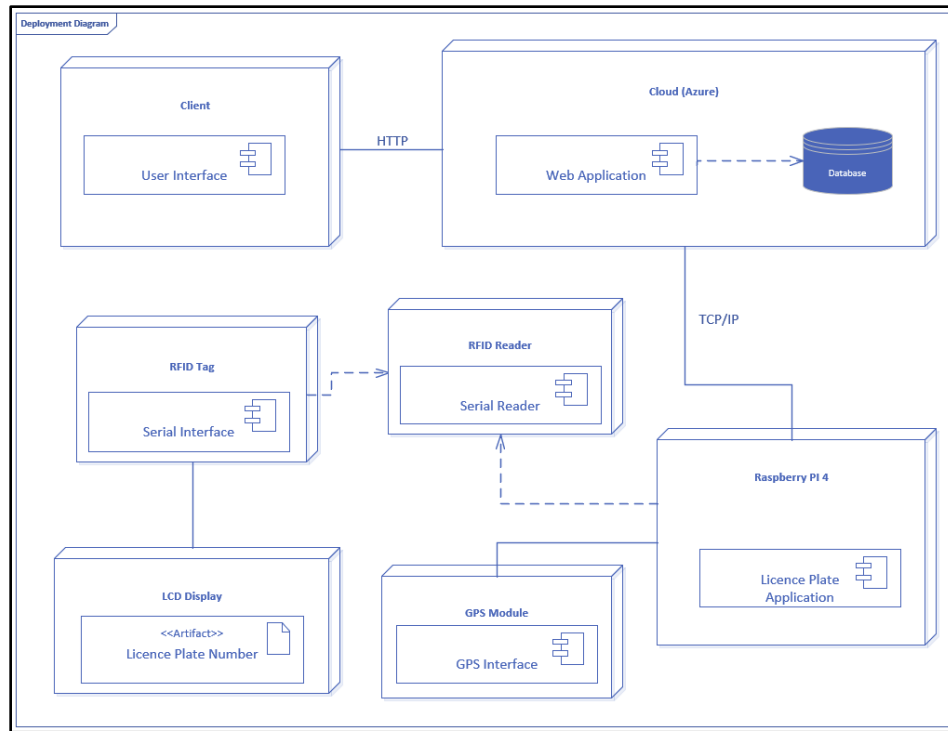 Deployment Diagram
Client
User Interface
HTTP
Cloud (Azure)
Web Application
Database
TCP/IP
RFID Tag
Serial Interface
RFID Reader
Serial Reader
Raspberry PI 4
Licence Plate
Application
LCD Display
<<Artifact>>
Licence Plate Number
GPS Module
GPS Interface